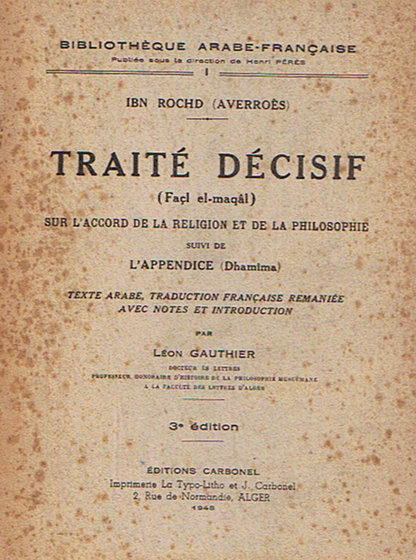 BIBLIOTHÈQUE ARABE-FRANÇAISE
Publiée sous la direction de Henri PÉRÈS
I
IBN ROCHD (AVERROÈS)
TRAITÉ DÉCISIF
(Façl el-maqâl)
SUR L'ACCORD DE LA RELIGION ET DE LA PHILOSOPHIE
SUIVI DE
L'APPENDICE (Dhamîma)
TEXTE ARABE, TRADUCTION FRANÇAISE REMANIÉE
AVEC NOTES ET INTRODUCTION
PAR
LÉON GAUTHIER
DOCTEUR ÈS LETTRES
PROFESSEUR HONORAIRE D'HISTOIRE DE LA PHILOSOPHIE MUSULMANE
A LA FACULTÉ DES LETTRES D'ALGER
3e édition
ÉDITIONS CARBONEL
Imprimerie La Typo-Litho et J. Carbonel
2, Rue de Normandie, ALGER
1948